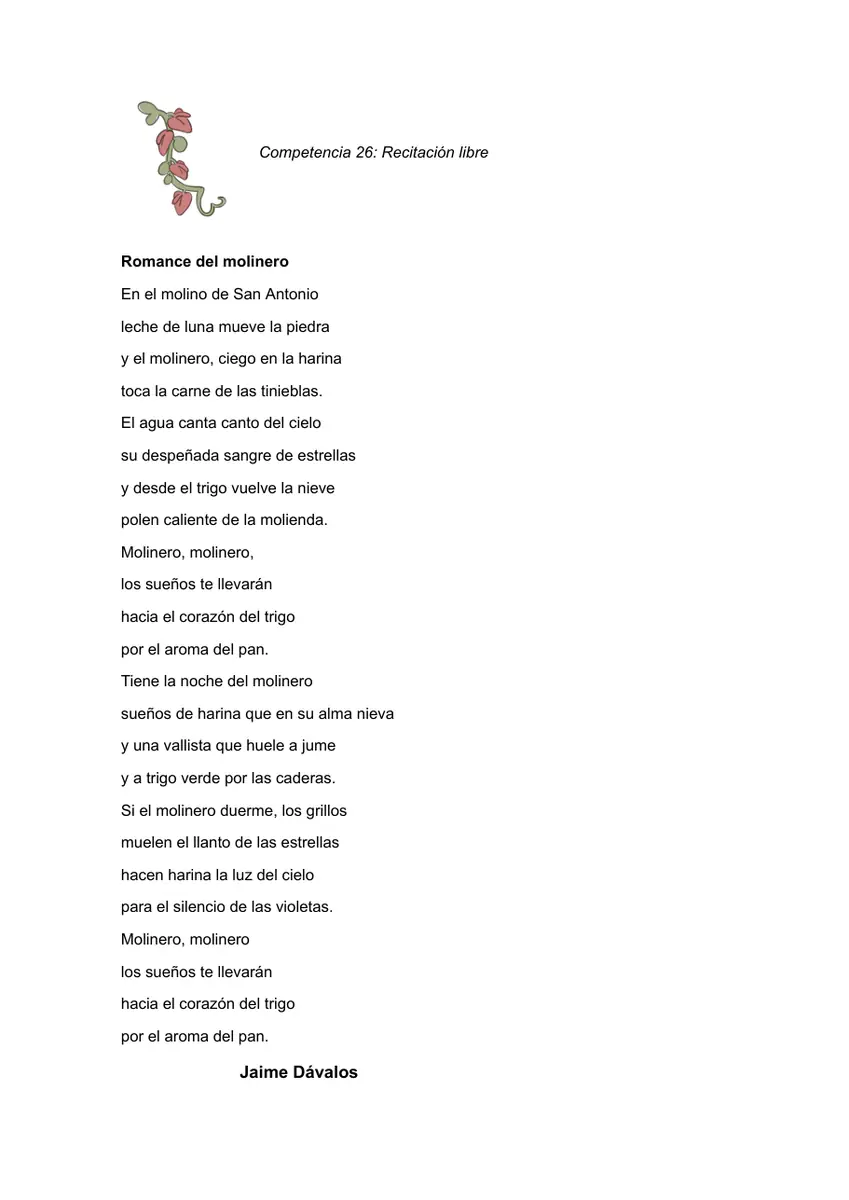 Competencia 26: Recitación libre
Romance del molinero
En el molino de San Antonio
leche de luna mueve la piedra
y el molinero, ciego en la harina
toca la carne de las tinieblas.
El agua canta canto del cielo
su despeñada sangre de estrellas
y desde el trigo vuelve la nieve
polen caliente de la molienda.
Molinero, molinero,
los sueños te llevarán
hacia el corazón del trigo
por el aroma del pan.
Tiene la noche del molinero
sueños de harina que en su alma nieva
y una vallista que huele a jume
y a trigo verde por las caderas.
Si el molinero duerme, los grillos
muelen el llanto de las estrellas
hacen harina la luz del cielo
para el silencio de las violetas.
Molinero, molinero
los sueños te llevarán
hacia el corazón del trigo
por el aroma del pan.
Jaime Dávalos